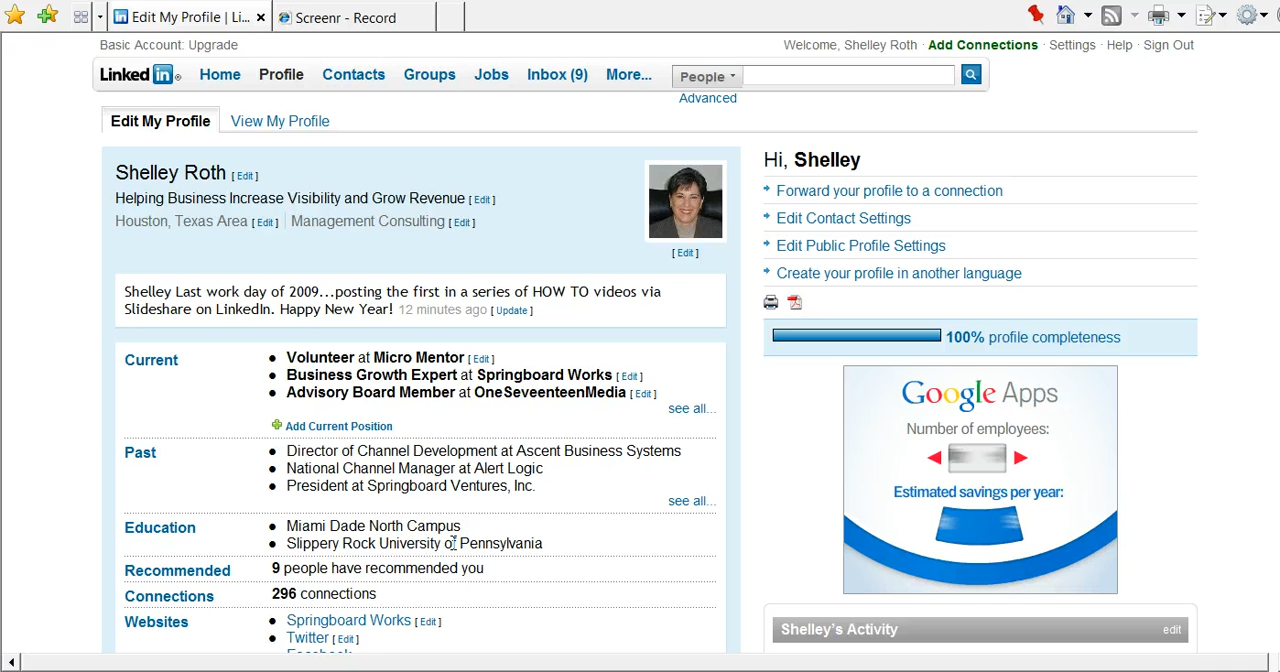 Edit My Profile | Li...
Screenr - Record
Basic Account: Upgrade
Welcome, Shelley Roth · Add Connections · Settings · Help · Sign Out
Linked in
Home
Profile
Contacts
Groups
Jobs
Inbox (9)
More...
People
Advanced
Edit My Profile
View My Profile
Shelley Roth [ Edit ]
Helping Business Increase Visibility and Grow Revenue [ Edit ]
Houston, Texas Area [ Edit ] | Management Consulting [ Edit ]
[ Edit ]
Shelley Last work day of 2009...posting the first in a series of HOW TO videos via
Slideshare on LinkedIn. Happy New Year! 12 minutes ago [ Update ]
Current
• Volunteer at Micro Mentor [ Edit ]
• Business Growth Expert at Springboard Works [ Edit ]
• Advisory Board Member at OneSeveenteenMedia [ Edit ]
see all...
Add Current Position
Past
• Director of Channel Development at Ascent Business Systems
• National Channel Manager at Alert Logic
• President at Springboard Ventures, Inc.
see all...
Education
• Miami Dade North Campus
• Slippery Rock University of Pennsylvania
Recommended
9 people have recommended you
Connections
296 connections
Websites
• Springboard Works [ Edit ]
• Twitter [ Edit ]
Hi, Shelley
Forward your profile to a connection
Edit Contact Settings
Edit Public Profile Settings
Create your profile in another language
100% profile completeness
Google Apps
Number of employees:
Estimated savings per year:
Shelley's Activity
edit